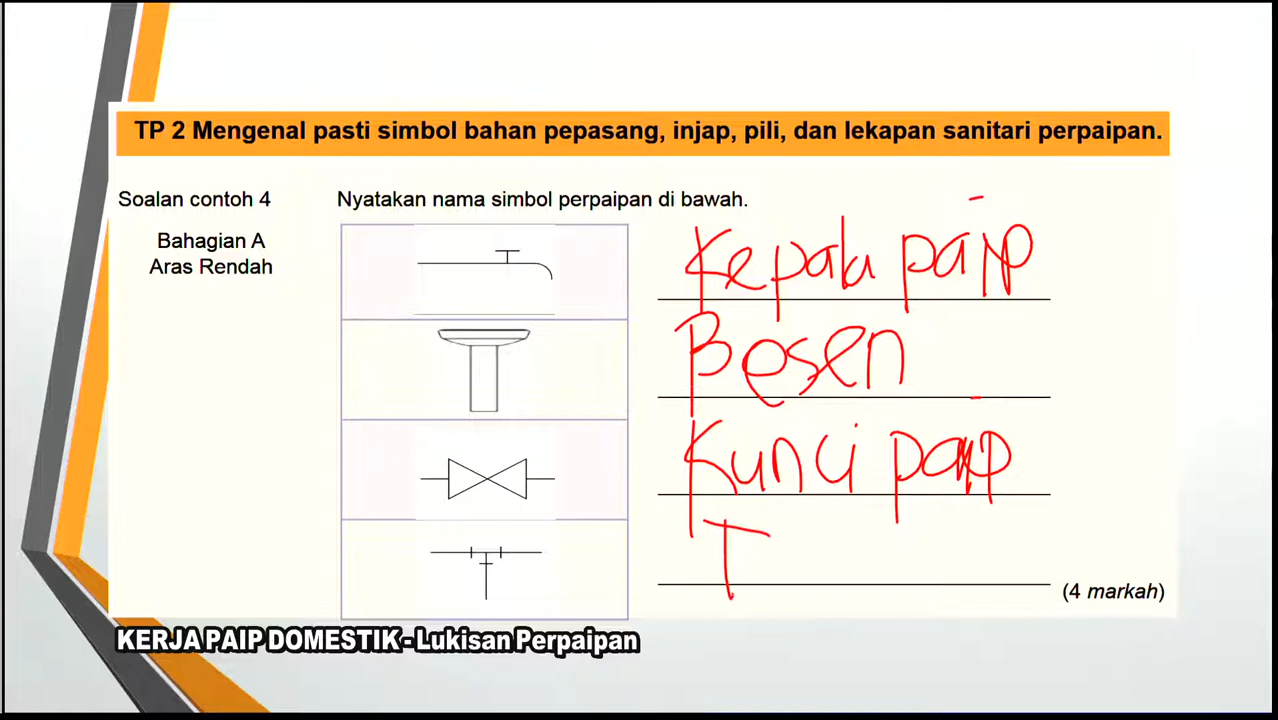 TP 2 Mengenal pasti simbol bahan pepasang, injap, pili, dan lekapan sanitari perpaipan.
Soalan contoh 4
Nyatakan nama simbol perpaipan di bawah.
Bahagian A
Aras Rendah
Kepala paip
Besen
Kunci paip
T
(4 markah)
KERJA PAIP DOMESTIK - Lukisan Perpaipan